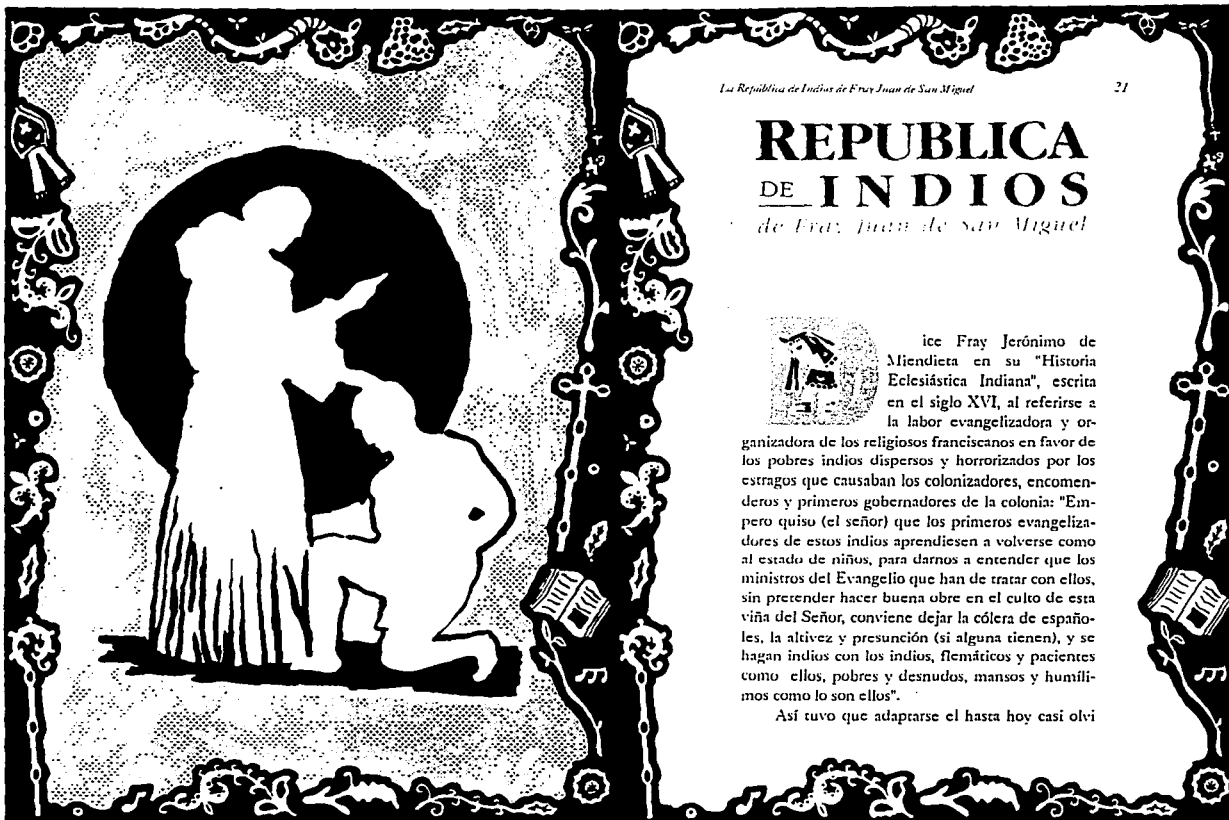 La República de Indios de Fray Juan de San Miguel 21
REPUBLICA
DE INDIOS
de Fray Juan de San Miguel
Dice Fray Jerónimo de
Miendieta en su "Historia
Eclesiástica Indiana", escrita
en el siglo XVI, al referirse a
la labor evangelizadora y or-
ganizadora de los religiosos franciscanos en favor de
los pobres indios dispersos y horrorizados por los
estragos que causaban los colonizadores, encomen-
deros y primeros gobernadores de la colonia: "Em-
pero quiso (el señor) que los primeros evangeliza-
dores de estos indios aprendiesen a volverse como
al estado de niños, para darnos a entender que los
ministros del Evangelio que han de tratar con ellos,
sin pretender hacer buena obre en el culto de esta
viña del Señor, conviene dejar la cólera de españo-
les, la altivez y presunción (si alguna tienen), y se
hagan indios con los indios, flemáticos y pacientes
como ellos, pobres y desnudos, mansos y humíli-
mos como lo son ellos".
Así tuvo que adaptarse el hasta hoy casi olvi